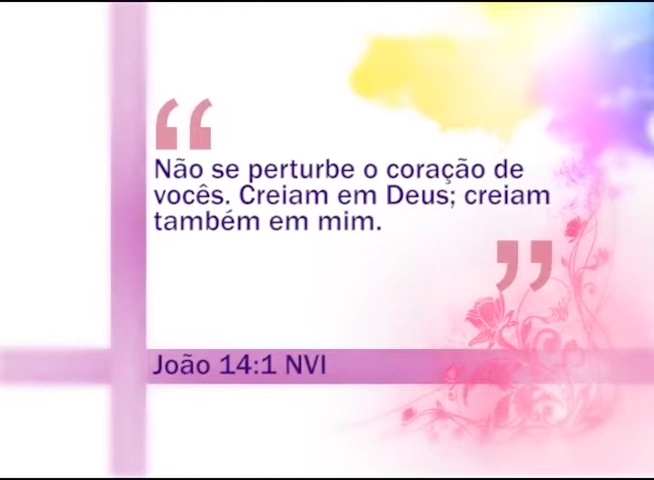 “
Não se perturbe o coração de
vocês. Creiam em Deus; creiam
também em mim.
”
João 14:1 NVI